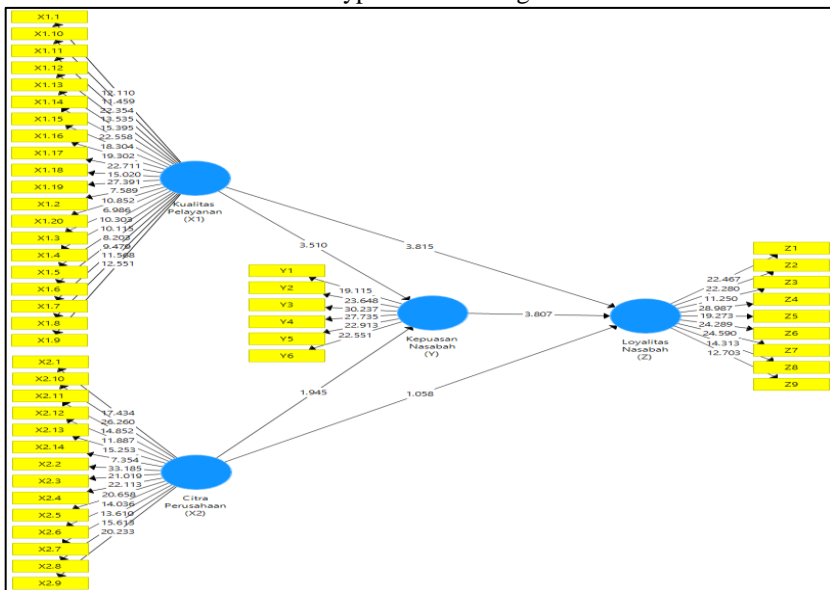 X1.1
X1.10
X1.11
X1.12
X1.13
X1.14
X1.15
X1.16
X1.17
X1.18
X1.19
X1.2
X1.20
X1.3
X1.4
X1.5
X1.6
X1.7
X1.8
X1.9
12.110
11.459
22.354
13.535
15.395
22.558
18.304
19.302
22.711
15.020
27.391
7.589
10.852
6.986
10.303
10.115
8.203
9.479
12.551
Kualitas
Pelayanan
(X1)
3.510
3.815
Y1
Y2
Y3
Y4
Y5
Y6
19.115
23.648
30.237
27.735
22.913
22.551
Kepuasan
Nasabah
(Y)
3.807
Loyalitas
Nasabah
(Z)
22.467
22.280
11.250
28.987
19.273
24.289
24.590
14.313
12.703
Z1
Z2
Z3
Z4
Z5
Z6
Z7
Z8
Z9
1.945
1.058
X2.1
X2.10
X2.11
X2.12
X2.13
X2.14
X2.2
X2.3
X2.4
X2.5
X2.6
X2.7
X2.8
X2.9
17.434
26.260
14.852
11.887
15.253
7.354
33.185
21.019
22.113
20.658
14.036
13.610
15.613
20.233
Citra
Perusahaan
(X2)